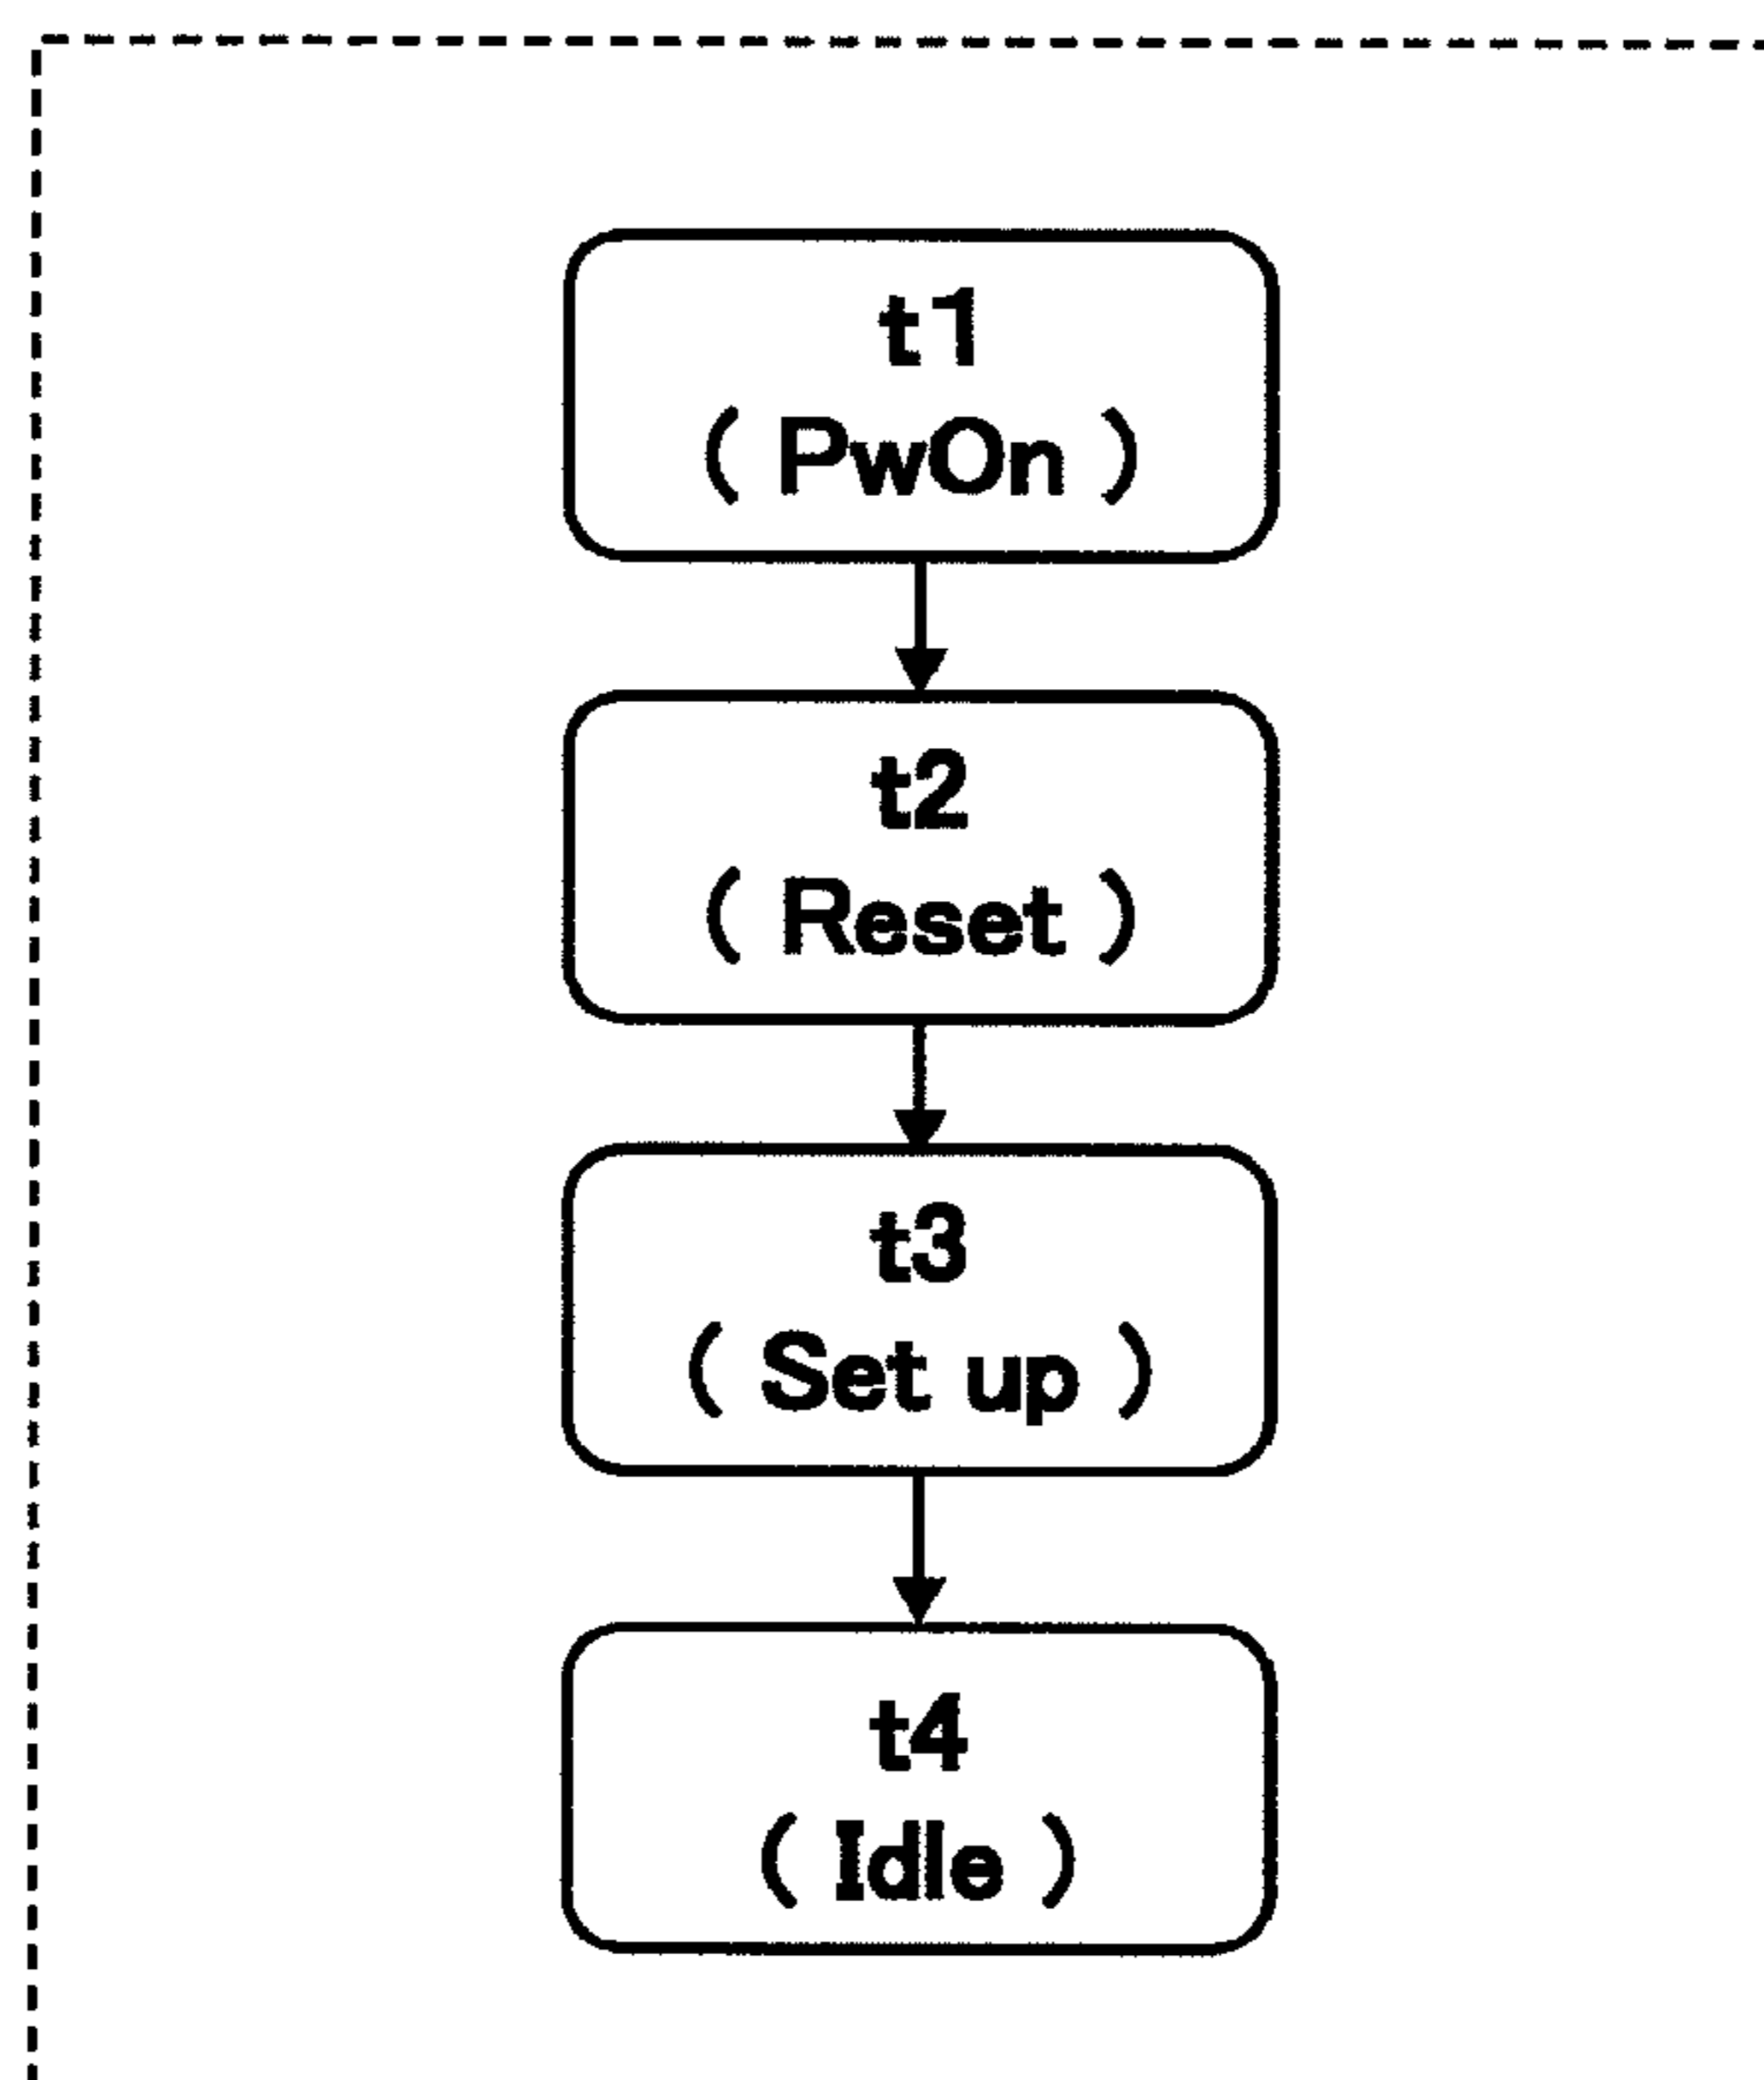 t1
( PwOn )
t2
( Reset )
t3
( Set up )
t4
( Idle )